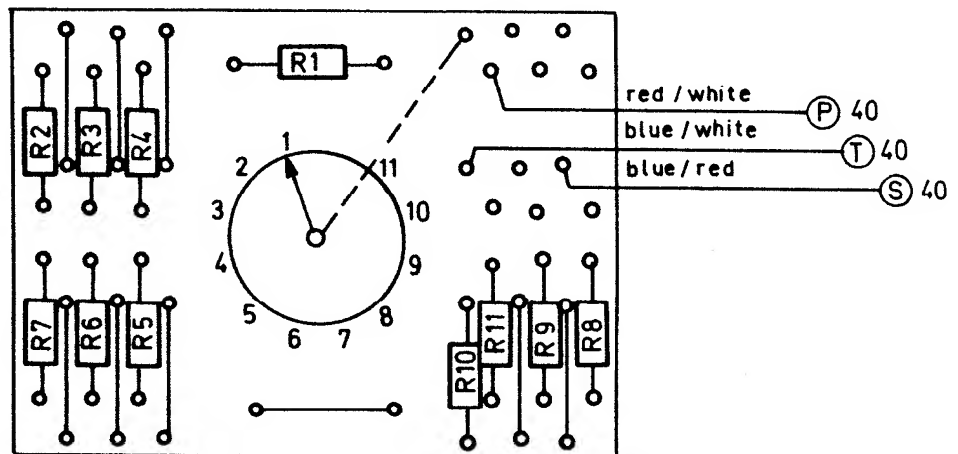 R1
R2 R3 R4
red/white P 40
blue/white T 40
blue/red S 40
1
2 11
3 10
4 9
5 8
6 7
R7 R6 R5
R10 R11 R9 R8